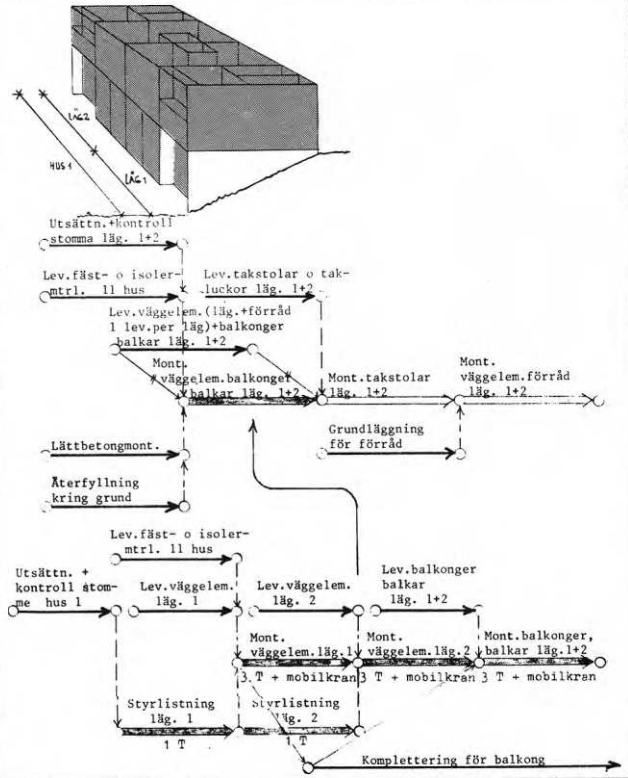 LÄG2
HUS 1
LÄG1
Utsättn.+kontroll
stomma läg. 1+2
Lev.fäst- o isoler-
mtrl. 11 hus
Lev.takstolar o tak-
luckor läg. 1+2
Lev.väggelem.(läg.+förråd
1 lev.per läg)+balkonger
balkar läg. 1+2
Mont.
väggelem.balkonger
balkar läg. 1+2
Mont.takstolar
läg. 1+2
Mont.
väggelem.förråd
läg. 1+2
Lättbetongmont.
Grundläggning
för förråd
Återfyllning
kring grund
Lev.fäst- o isoler-
mtrl. 11 hus
Utsättn. +
kontroll stom-
me hus 1
Lev.väggelem.
läg. 1
Lev.väggelem.
läg. 2
Lev.balkonger
balkar
läg. 1+2
Mont.
väggelem.läg.1
3 T + mobilkran
Mont.
väggelem.läg.2
3 T + mobilkran
Mont.balkonger,
balkar läg.1+2
3 T + mobilkran
Styrlistning
läg. 1
1 T
Styrlistning
läg. 2
1 T
Komplettering för balkong